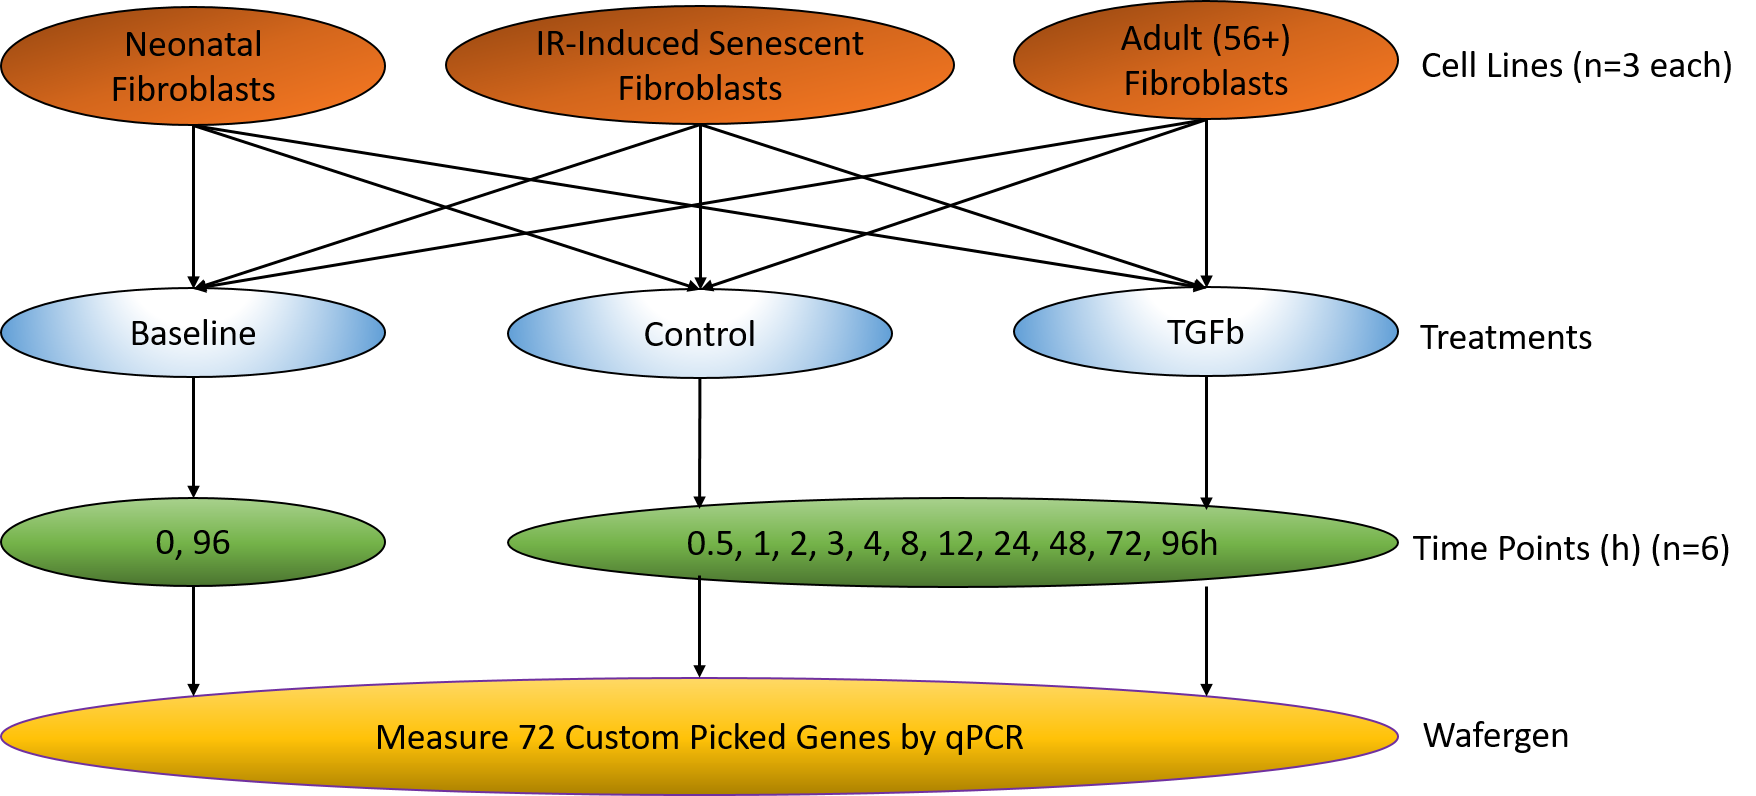 Neonatal
Fibroblasts
IR-Induced Senescent
Fibroblasts
Adult (56+)
Fibroblasts
Cell Lines (n=3 each)
Baseline
Control
TGFb
Treatments
0, 96
0.5, 1, 2, 3, 4, 8, 12, 24, 48, 72, 96h
Time Points (h) (n=6)
Measure 72 Custom Picked Genes by qPCR
Wafergen